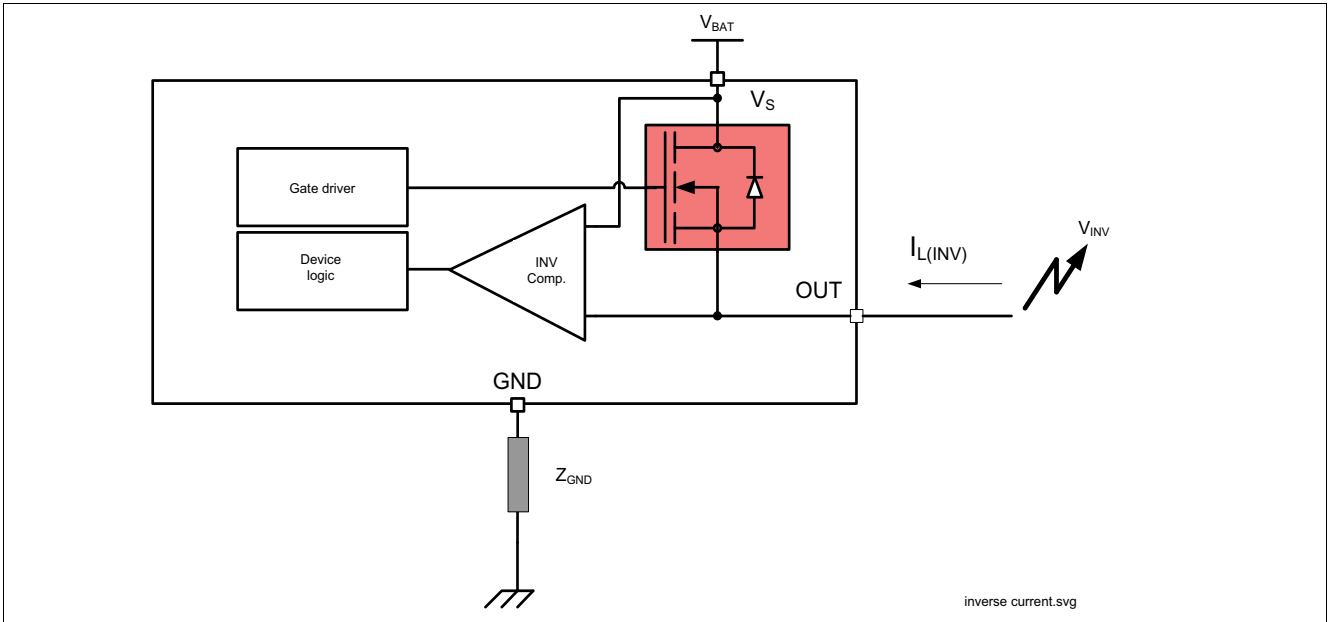 VBAT
VS
Gate driver
Device
logic
INV
Comp.
IL(INV)
VINV
OUT
GND
ZGND
inverse current.svg